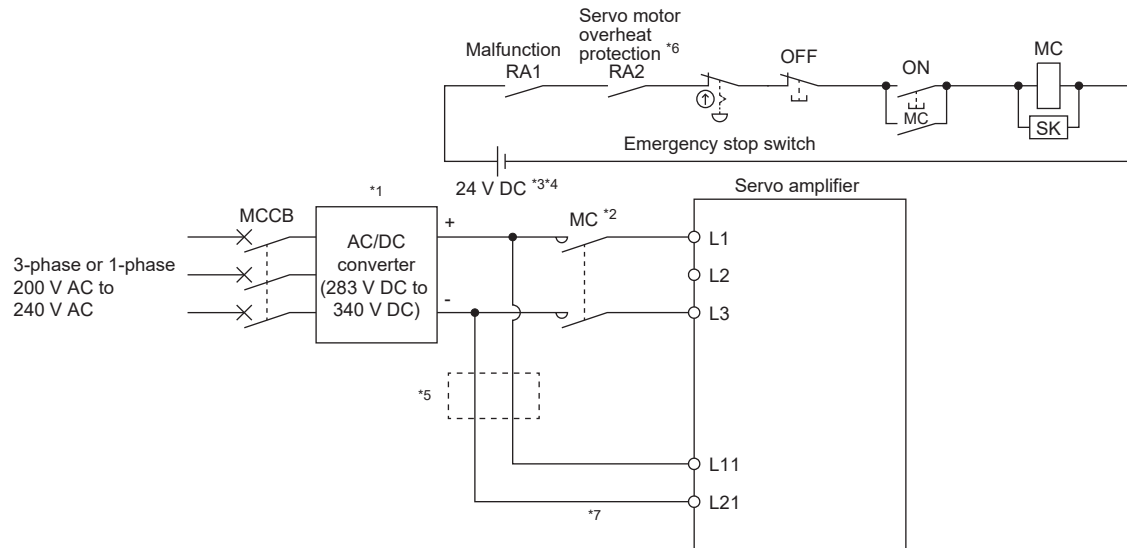 Servo motor
overheat
protection *6
Malfunction
RA1
RA2
OFF
ON
MC
MC
SK
Emergency stop switch
24 V DC *3*4
Servo amplifier
*1
MCCB
MC *2
+
-
AC/DC
converter
(283 V DC to
340 V DC)
3-phase or 1-phase
200 V AC to
240 V AC
L1
L2
L3
*5
L11
L21
*7